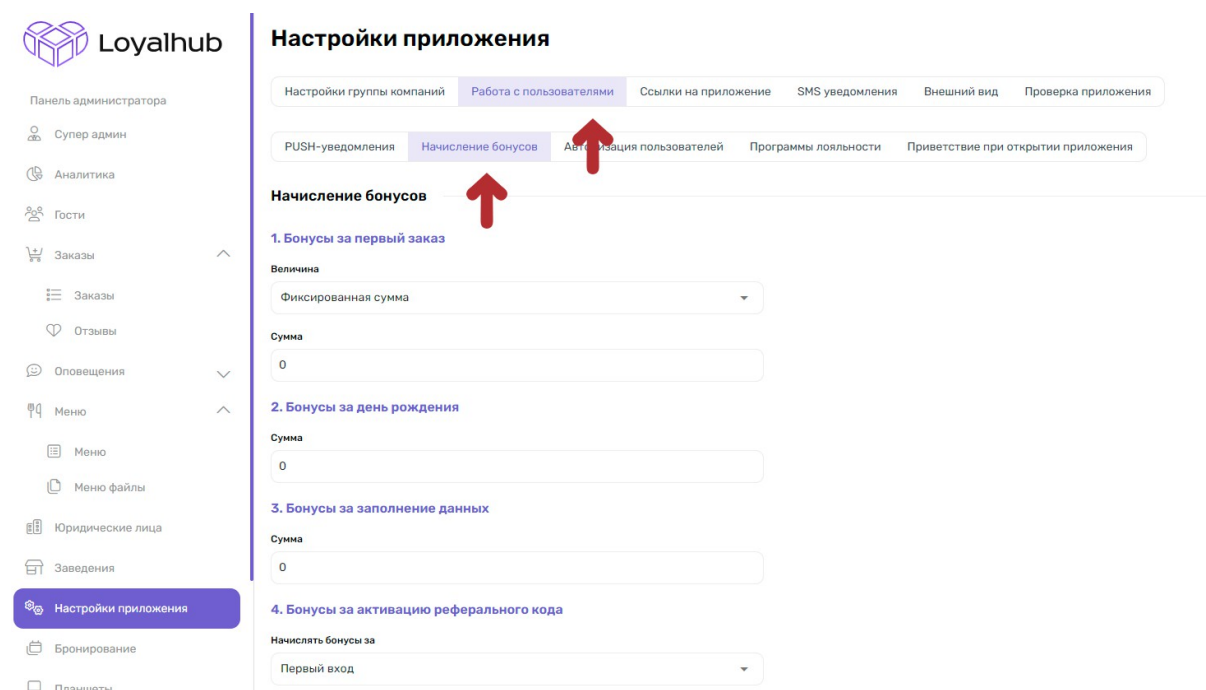 Loyalhub
Панель администратора
Супер админ
Аналитика
Гости
Заказы
Заказы
Отзывы
Оповещения
Меню
Меню
Меню файлы
Юридические лица
Заведения
Настройки приложения
Бронирование
Планшеты
Настройки приложения
Настройки группы компаний
Работа с пользователями
Ссылки на приложение
SMS уведомления
Внешний вид
Проверка приложения
PUSH-уведомления
Начисление бонусов
Авторизация пользователей
Программы лояльности
Приветствие при открытии приложения
Начисление бонусов
1. Бонусы за первый заказ
Величина
Фиксированная сумма
Сумма
0
2. Бонусы за день рождения
Сумма
0
3. Бонусы за заполнение данных
Сумма
0
4. Бонусы за активацию реферального кода
Начислять бонусы за
Первый вход